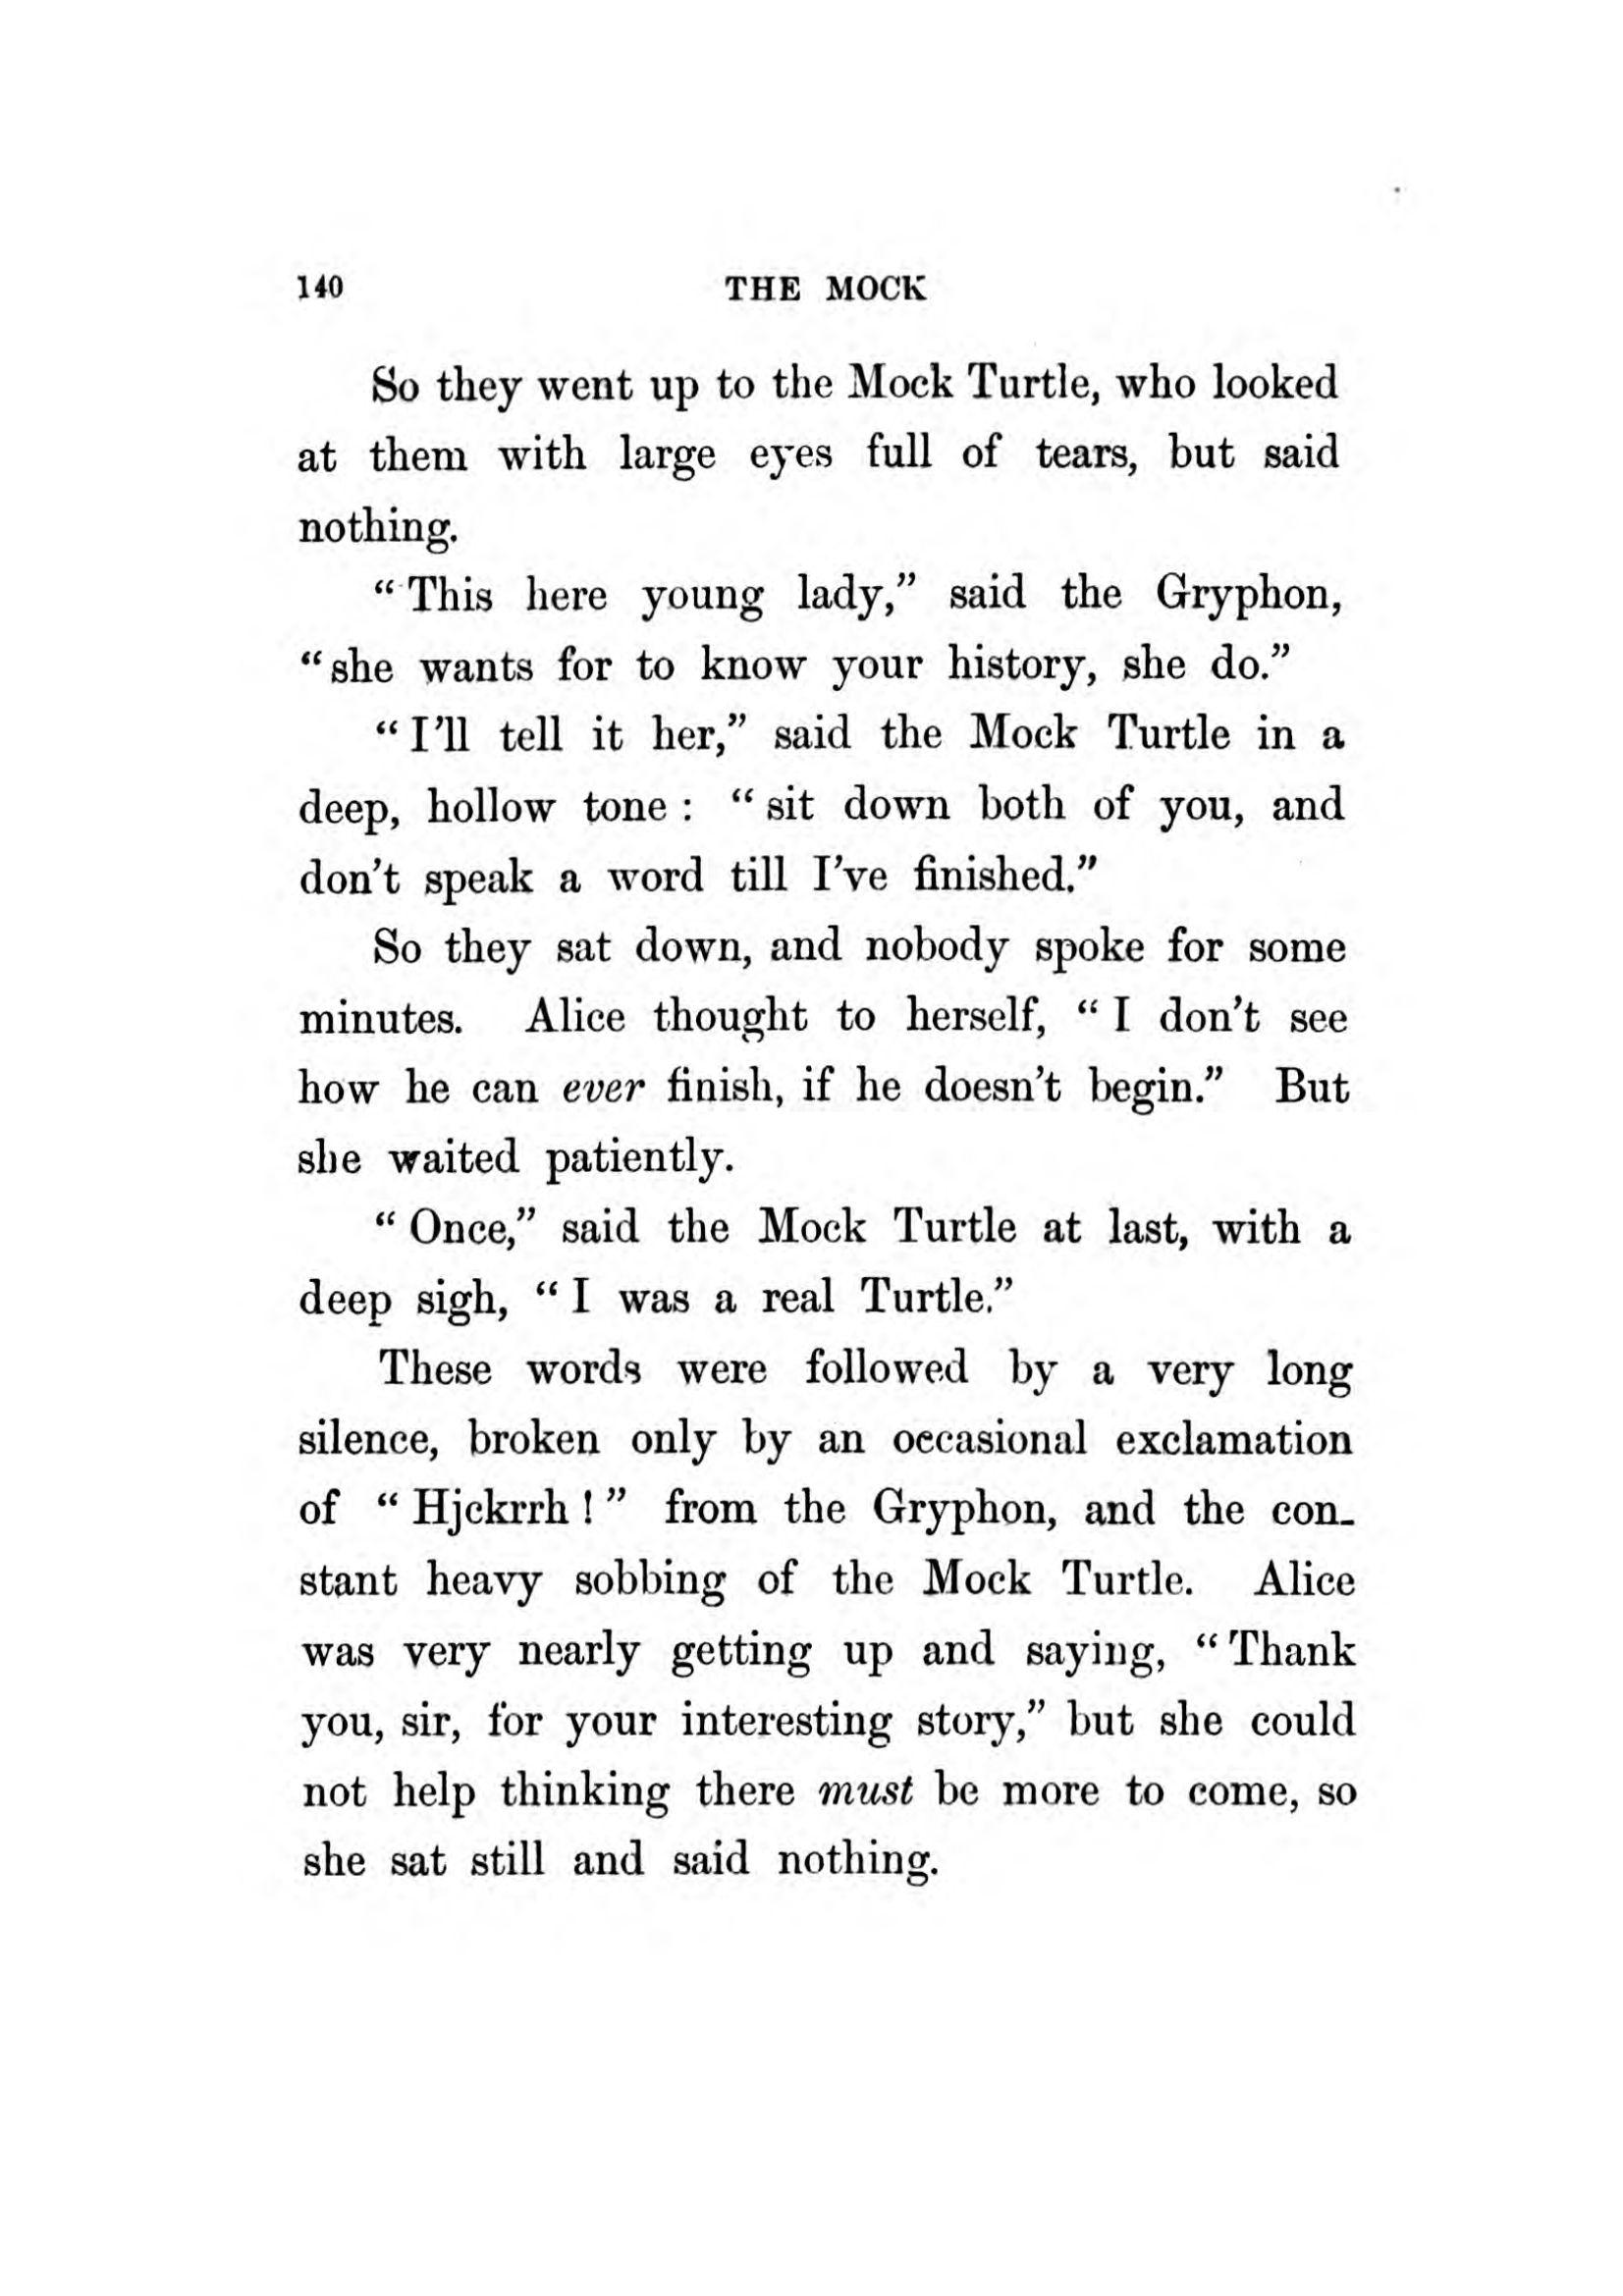 140 THE MOCK
So they went up to the Mock Turtle, who looked
at them with large eyes full of tears, but said
nothing.
“This here young lady,” said the Gryphon,
“she wants for to know your history, she do.”
“I’ll tell it her,” said the Mock Turtle in a
deep, hollow tone : “sit down both of you, and
don’t speak a word till I’ve finished.”
So they sat down, and nobody spoke for some
minutes. Alice thought to herself, “I don’t see
how he can ever finish, if he doesn’t begin.” But
she waited patiently.
“Once,” said the Mock Turtle at last, with a
deep sigh, “I was a real Turtle.”
These words were followed by a very long
silence, broken only by an occasional exclamation
of “Hjckrrh !” from the Gryphon, and the con-
stant heavy sobbing of the Mock Turtle. Alice
was very nearly getting up and saying, “Thank
you, sir, for your interesting story,” but she could
not help thinking there must be more to come, so
she sat still and said nothing.